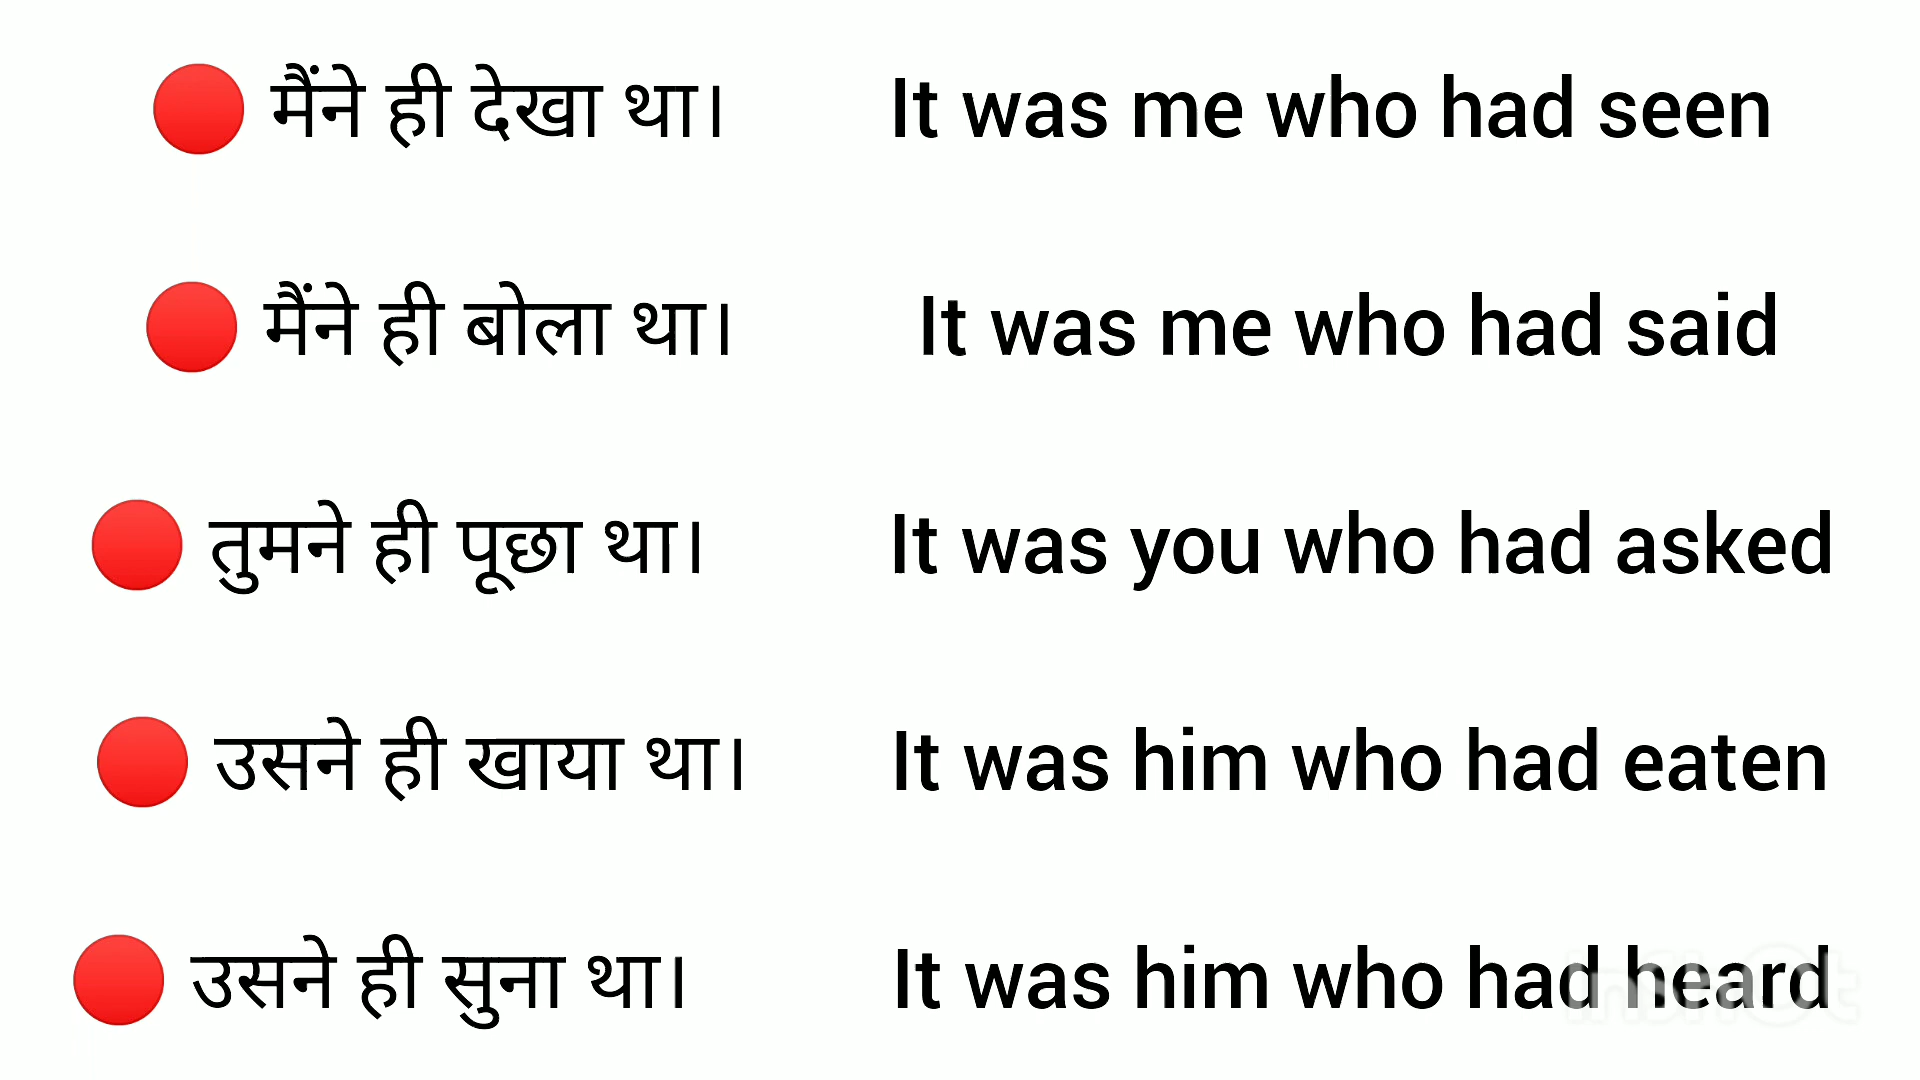 🔴 मैंने ही देखा था। It was me who had seen
🔴 मैंने ही बोला था। It was me who had said
🔴 तुमने ही पूछा था। It was you who had asked
🔴 उसने ही खाया था। It was him who had eaten
🔴 उसने ही सुना था। It was him who had heard
InShOt